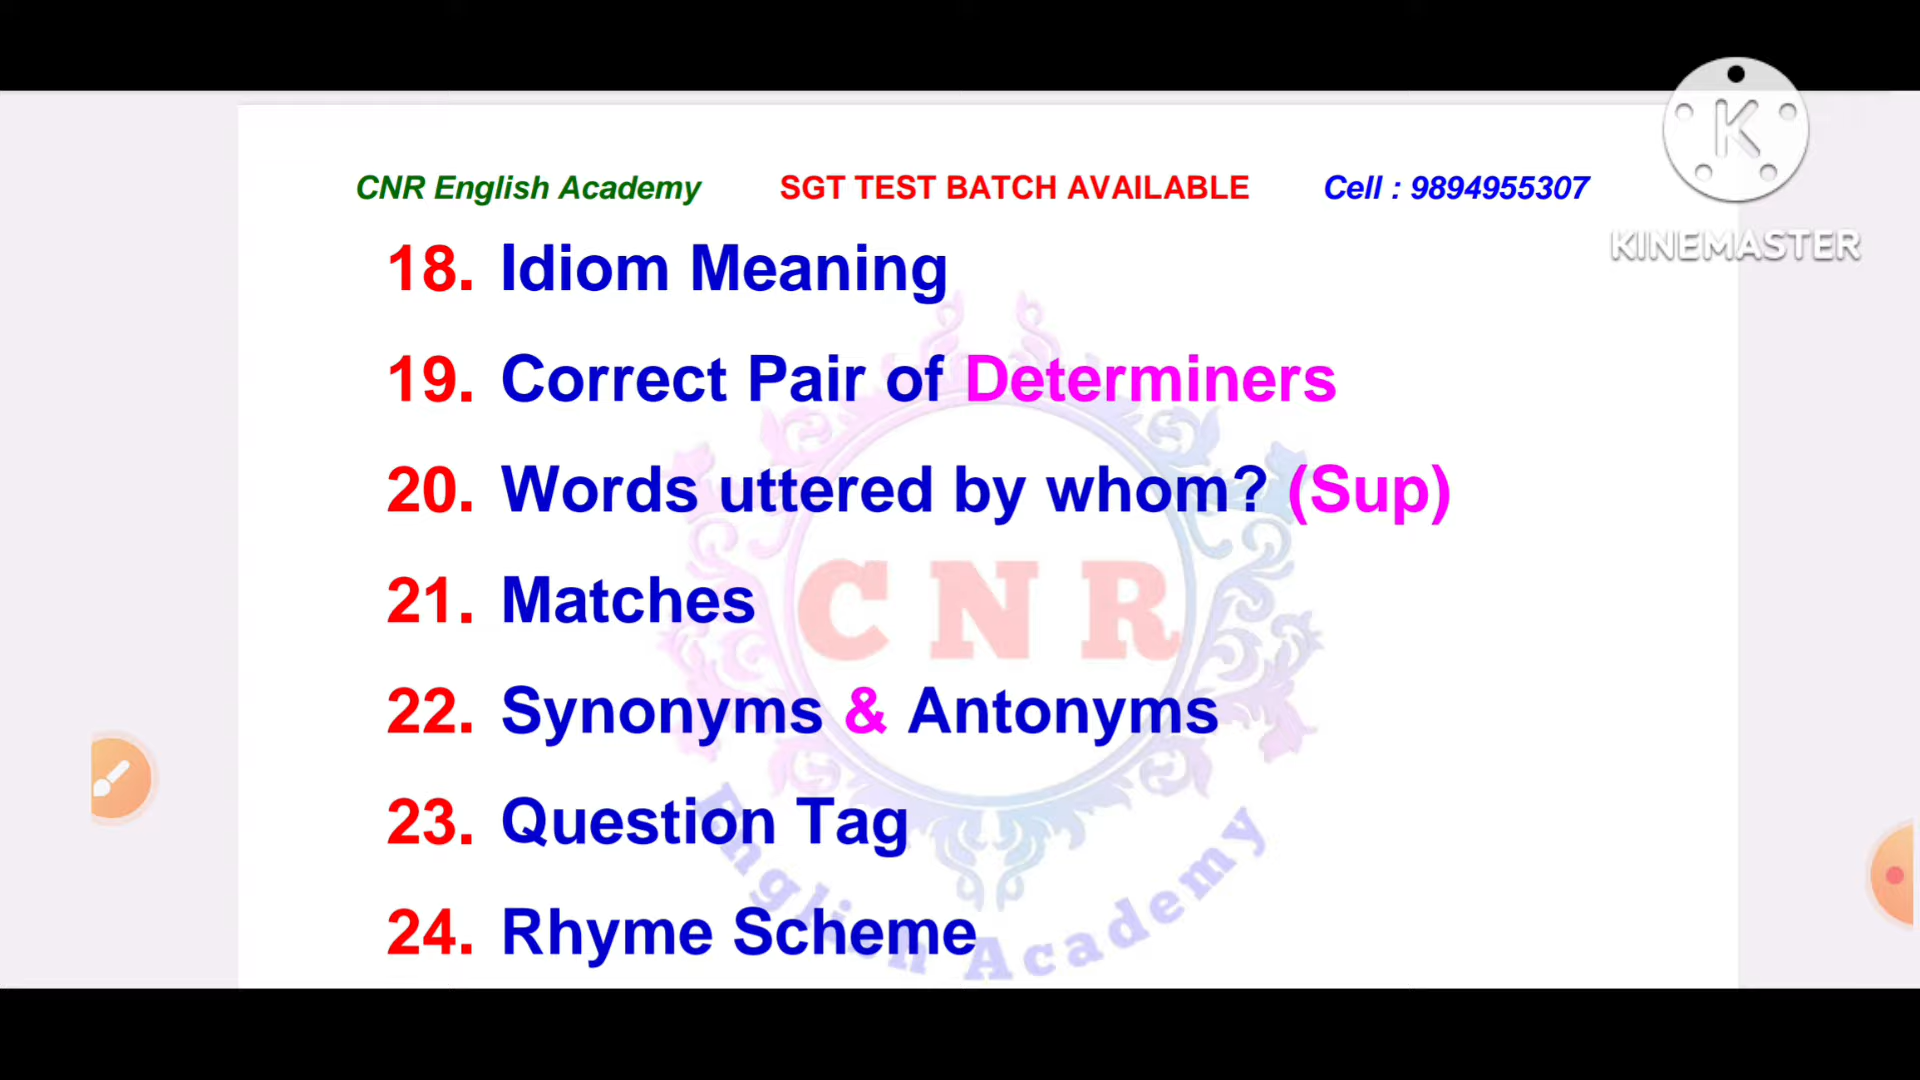 CNR English Academy SGT TEST BATCH AVAILABLE Cell : 9894955307
K
KINEMASTER
18. Idiom Meaning
19. Correct Pair of Determiners
20. Words uttered by whom? (Sup)
21. Matches
22. Synonyms & Antonyms
23. Question Tag
24. Rhyme Scheme
CNR
English Academy